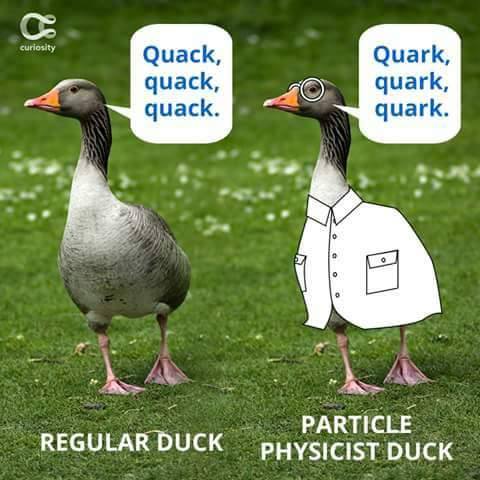 curiosity
Quack,
quack,
quack.
Quark,
quark,
quark.
REGULAR DUCK
PARTICLE
PHYSICIST DUCK